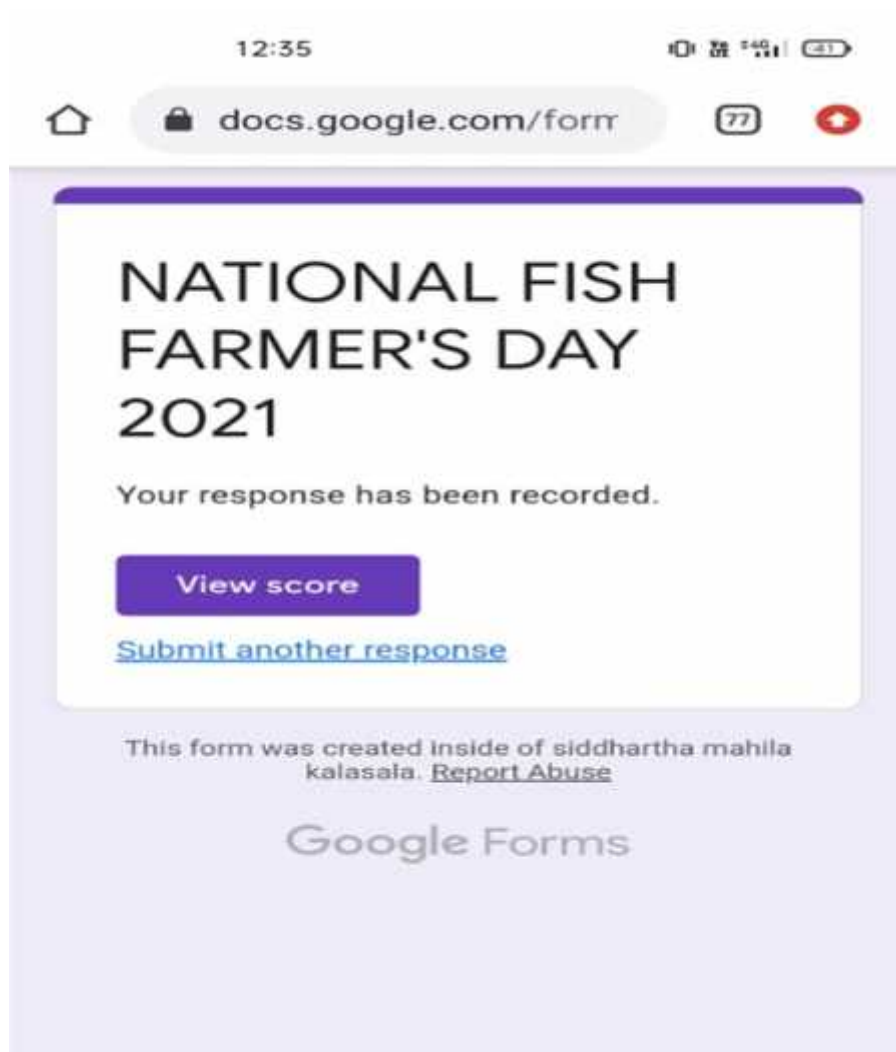 12:35
41
docs.google.com/form
77
NATIONAL FISH
FARMER'S DAY
2021
Your response has been recorded.
View score
Submit another response
This form was created inside of siddhartha mahila
kalasala. Report Abuse
Google Forms